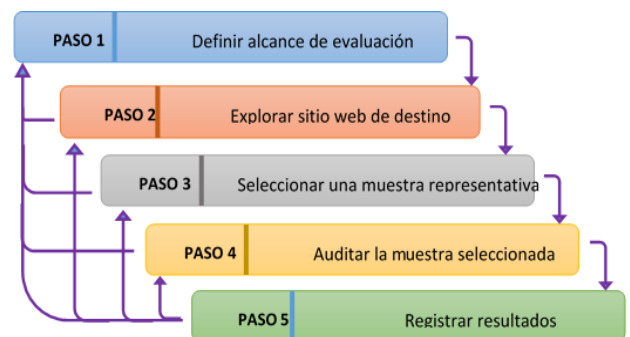 PASO 1 Definir alcance de evaluación
PASO 2 Explorar sitio web de destino
PASO 3 Seleccionar una muestra representativa
PASO 4 Auditar la muestra seleccionada
PASO 5 Registrar resultados